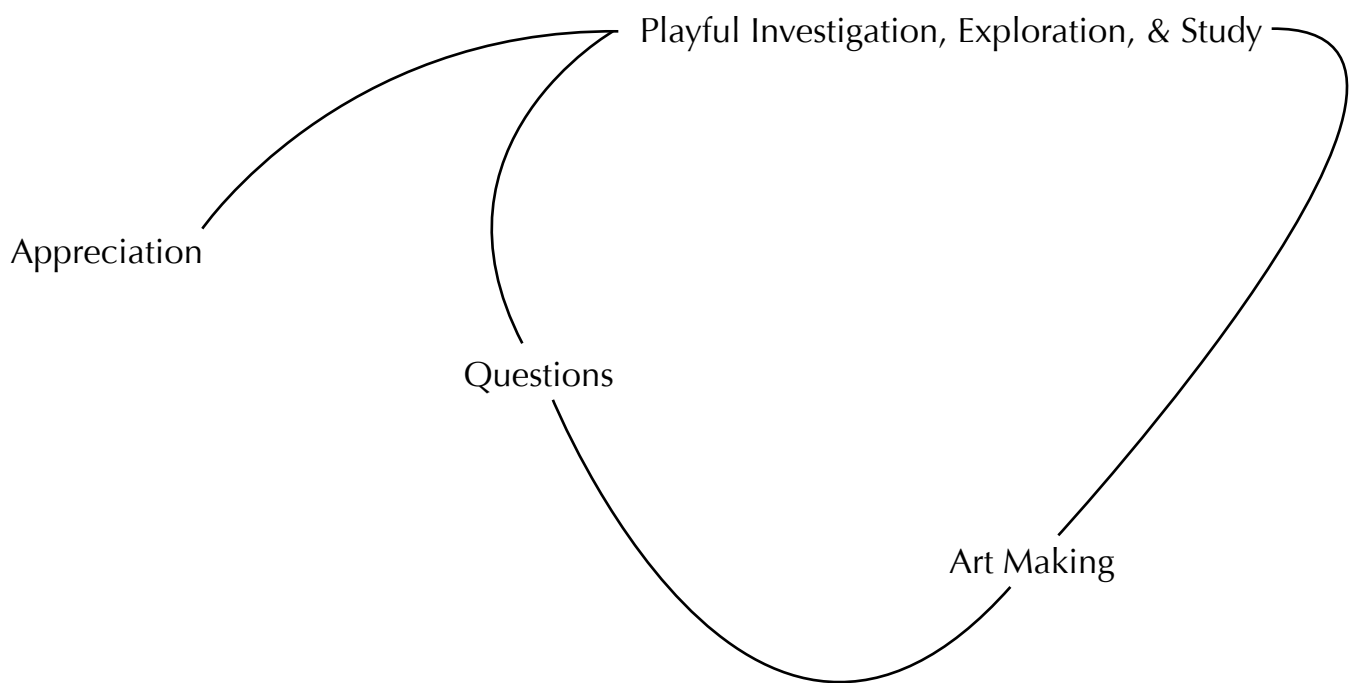 Playful Investigation, Exploration, & Study
Appreciation
Questions
Art Making